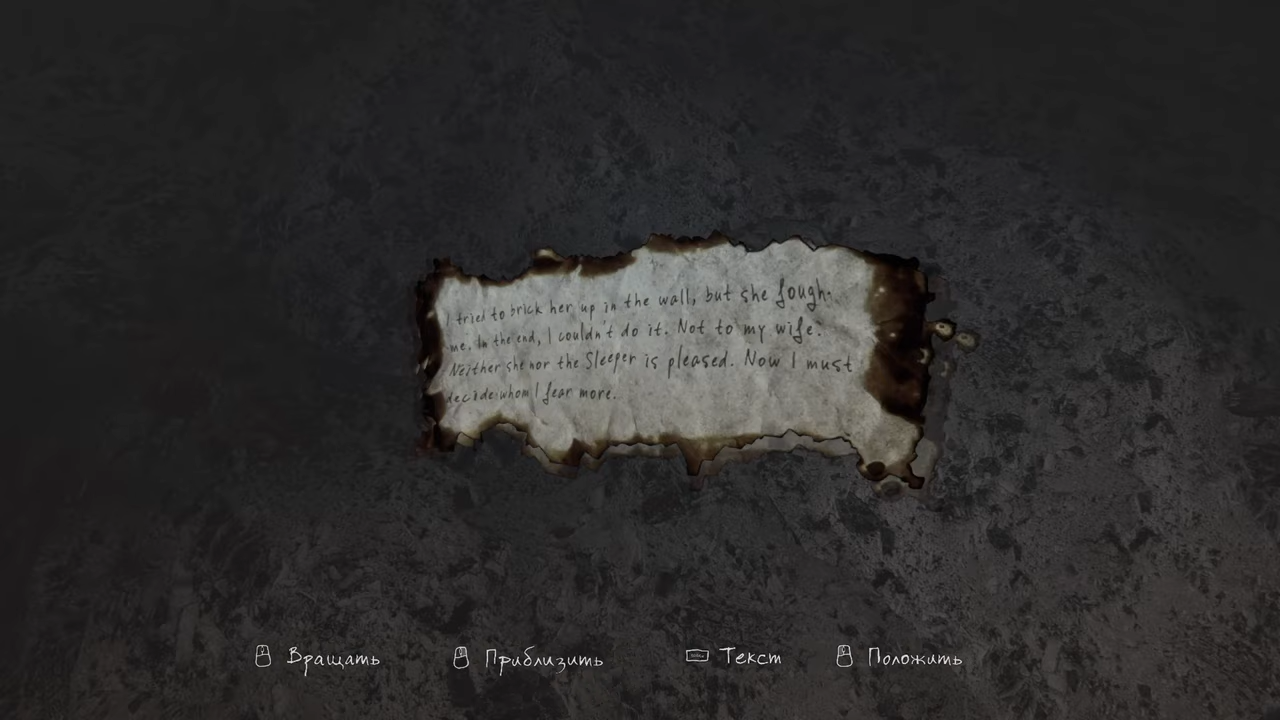 I tried to brick her up in the wall, but she fough-
me. In the end, I couldn't do it. Not to my wife.
Neither she nor the Sleeper is pleased. Now I must
decide whom I fear more.
Вращать
Приблизить
Текст
Положить